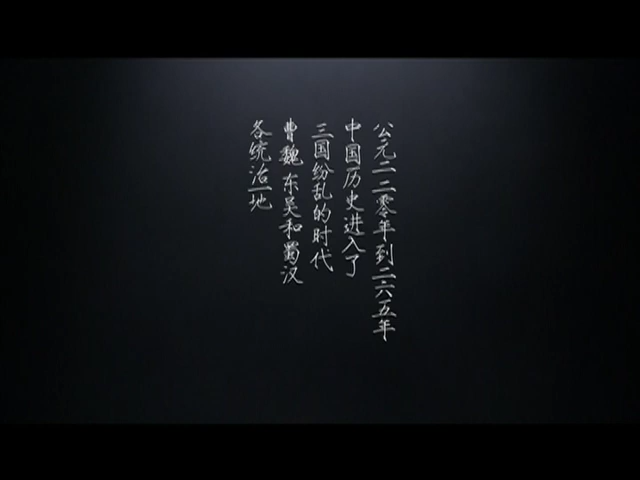 公元二二零年到二六五年
中国历史进入了
三国纷乱的时代
曹魏东吴和蜀汉
各统治一地